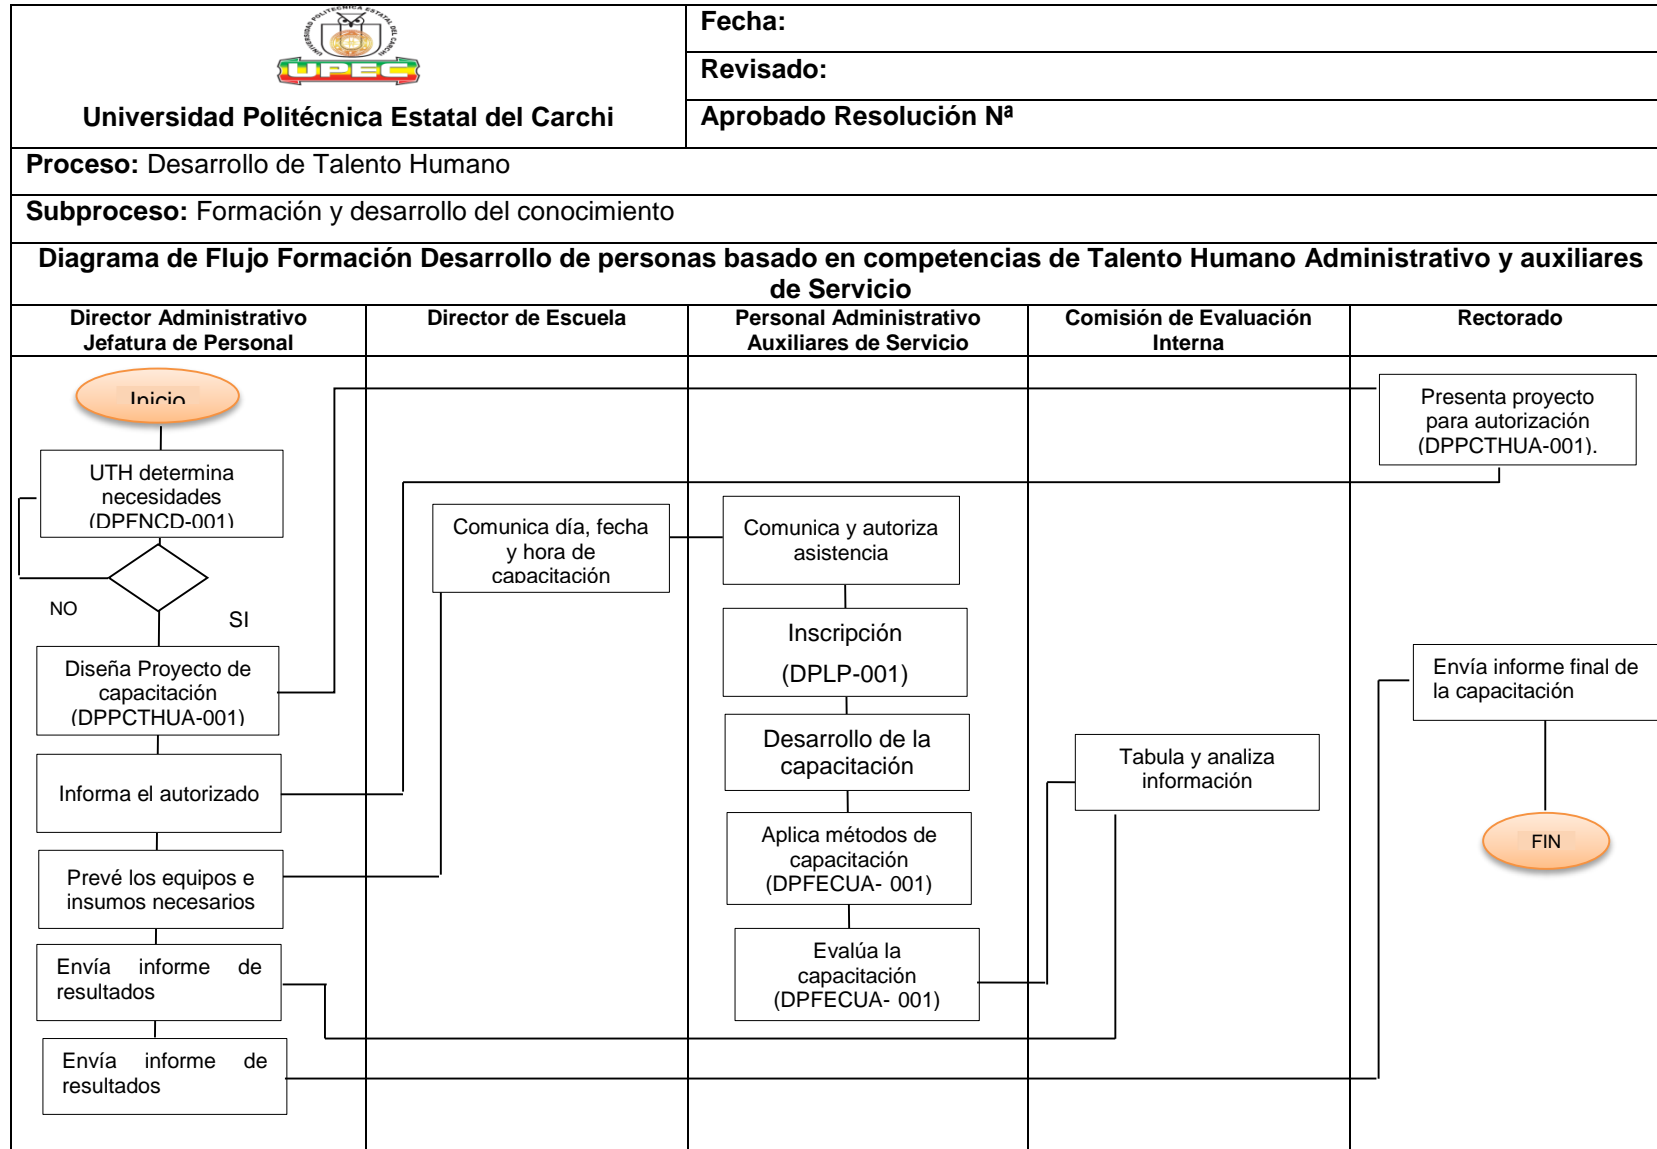 UNIVERSIDAD POLITECNICA ESTATAL DEL CARCHI
UPEC
Universidad Politécnica Estatal del Carchi
Fecha:
Revisado:
Aprobado Resolución Nª
Proceso: Desarrollo de Talento Humano
Subproceso: Formación y desarrollo del conocimiento
Diagrama de Flujo Formación Desarrollo de personas basado en competencias de Talento Humano Administrativo y auxiliares
de Servicio
Director Administrativo
Jefatura de Personal
Director de Escuela
Personal Administrativo
Auxiliares de Servicio
Comisión de Evaluación
Interna
Rectorado
Inicio
UTH determina
necesidades
(DPFNCD-001)
NO
SI
Diseña Proyecto de
capacitación
(DPPCTHUA-001)
Informa el autorizado
Prevé los equipos e
insumos necesarios
Envía informe de
resultados
Envía informe de
resultados
Comunica día, fecha
y hora de
capacitación
Comunica y autoriza
asistencia
Inscripción
(DPLP-001)
Desarrollo de la
capacitación
Aplica métodos de
capacitación
(DPFECUA- 001)
Evalúa la
capacitación
(DPFECUA- 001)
Tabula y analiza
información
Presenta proyecto
para autorización
(DPPCTHUA-001).
Envía informe final de
la capacitación
FIN